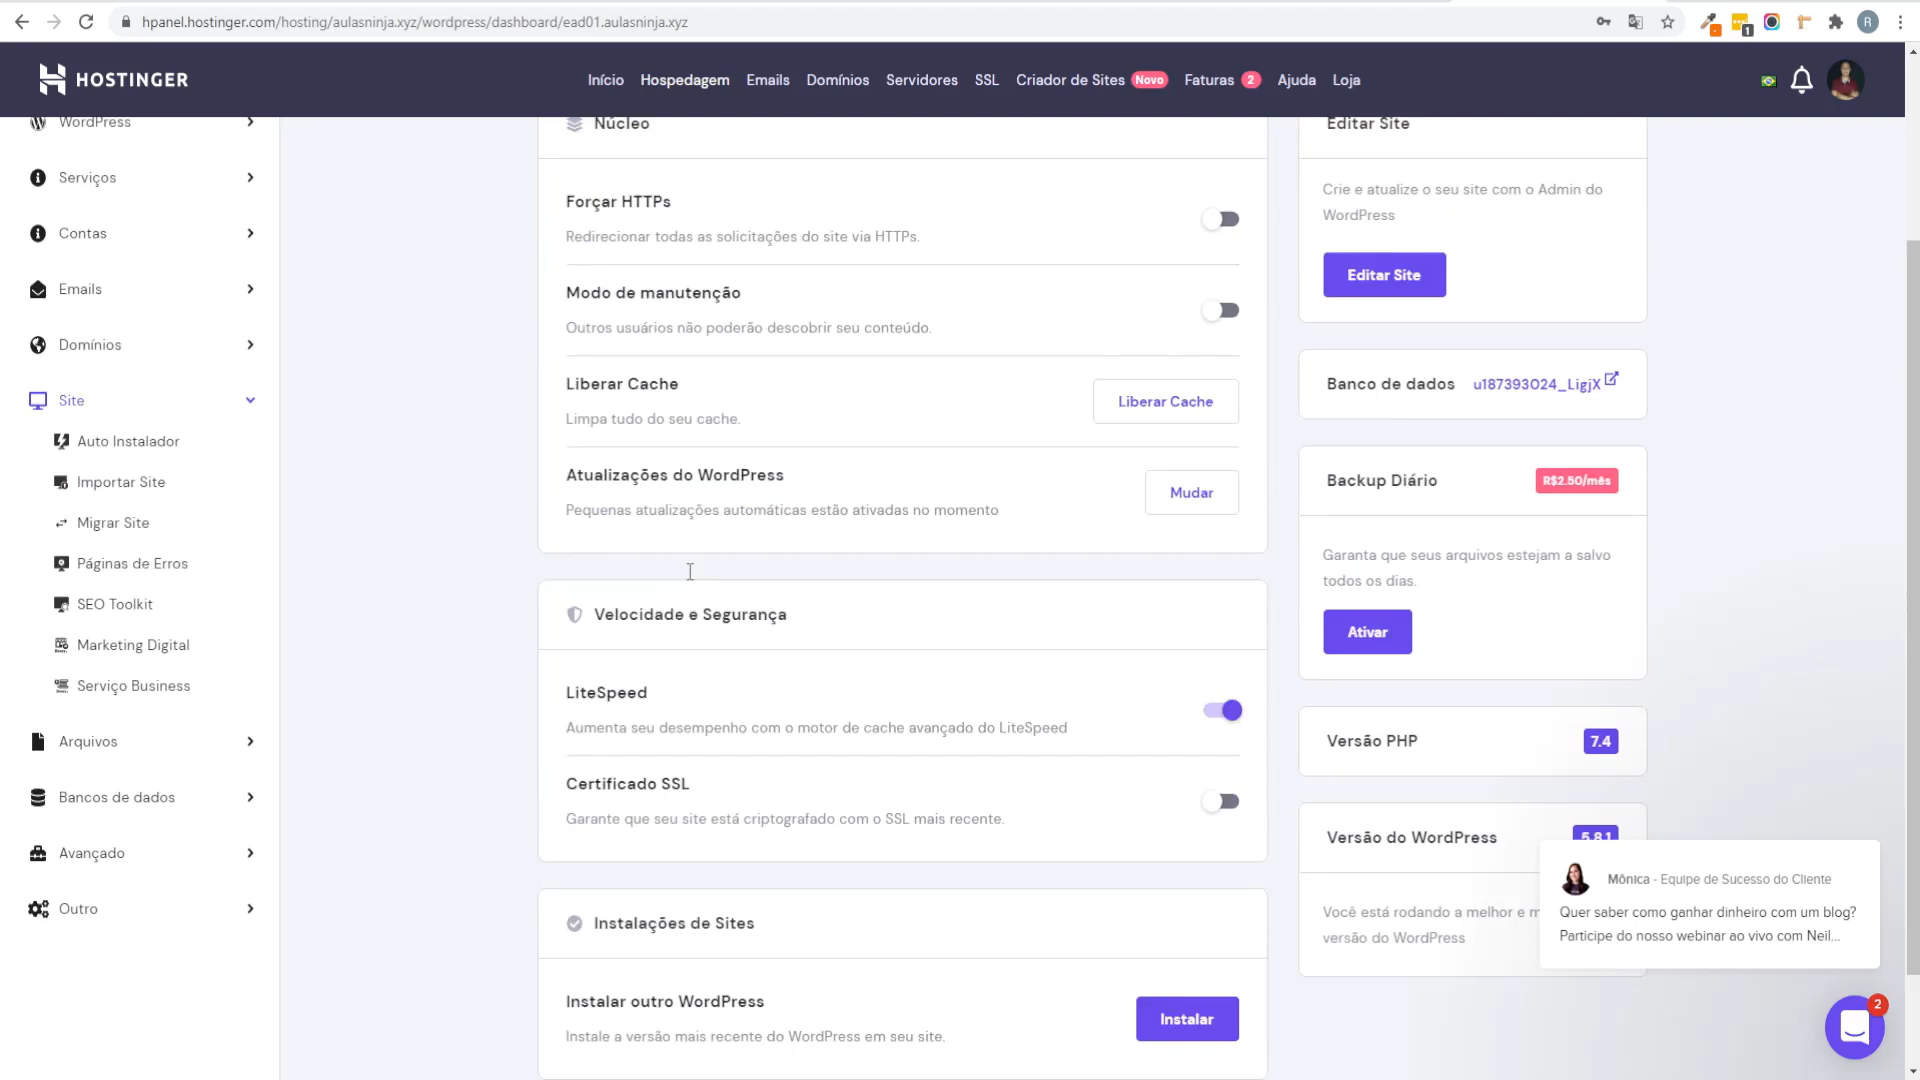 hpanel.hostinger.com/hosting/aulasninja.xyz/wordpress/dashboard/ead01.aulasninja.xyz
1
R
HOSTINGER
Início Hospedagem Emails Domínios Servidores SSL Criador de Sites Novo Faturas 2 Ajuda Loja
WordPress
Serviços
Contas
Emails
Domínios
Site
Auto Instalador
Importar Site
Migrar Site
Páginas de Erros
SEO Toolkit
Marketing Digital
Serviço Business
Arquivos
Bancos de dados
Avançado
Outro
Núcleo
Forçar HTTPs
Redirecionar todas as solicitações do site via HTTPs.
Modo de manutenção
Outros usuários não poderão descobrir seu conteúdo.
Liberar Cache
Limpa tudo do seu cache.
Liberar Cache
Atualizações do WordPress
Pequenas atualizações automáticas estão ativadas no momento
Mudar
Velocidade e Segurança
LiteSpeed
Aumenta seu desempenho com o motor de cache avançado do LiteSpeed
Certificado SSL
Garante que seu site está criptografado com o SSL mais recente.
Instalações de Sites
Instalar outro WordPress
Instale a versão mais recente do WordPress em seu site.
Instalar
Editar Site
Crie e atualize o seu site com o Admin do
WordPress
Editar Site
Banco de dados u187393024_LigjX
Backup Diário R$2.50/mês
Garanta que seus arquivos estejam a salvo
todos os dias.
Ativar
Versão PHP 7.4
Versão do WordPress 5.8.1
Você está rodando a melhor e m
versão do WordPress
Mônica - Equipe de Sucesso do Cliente
Quer saber como ganhar dinheiro com um blog?
Participe do nosso webinar ao vivo com Neil...
2